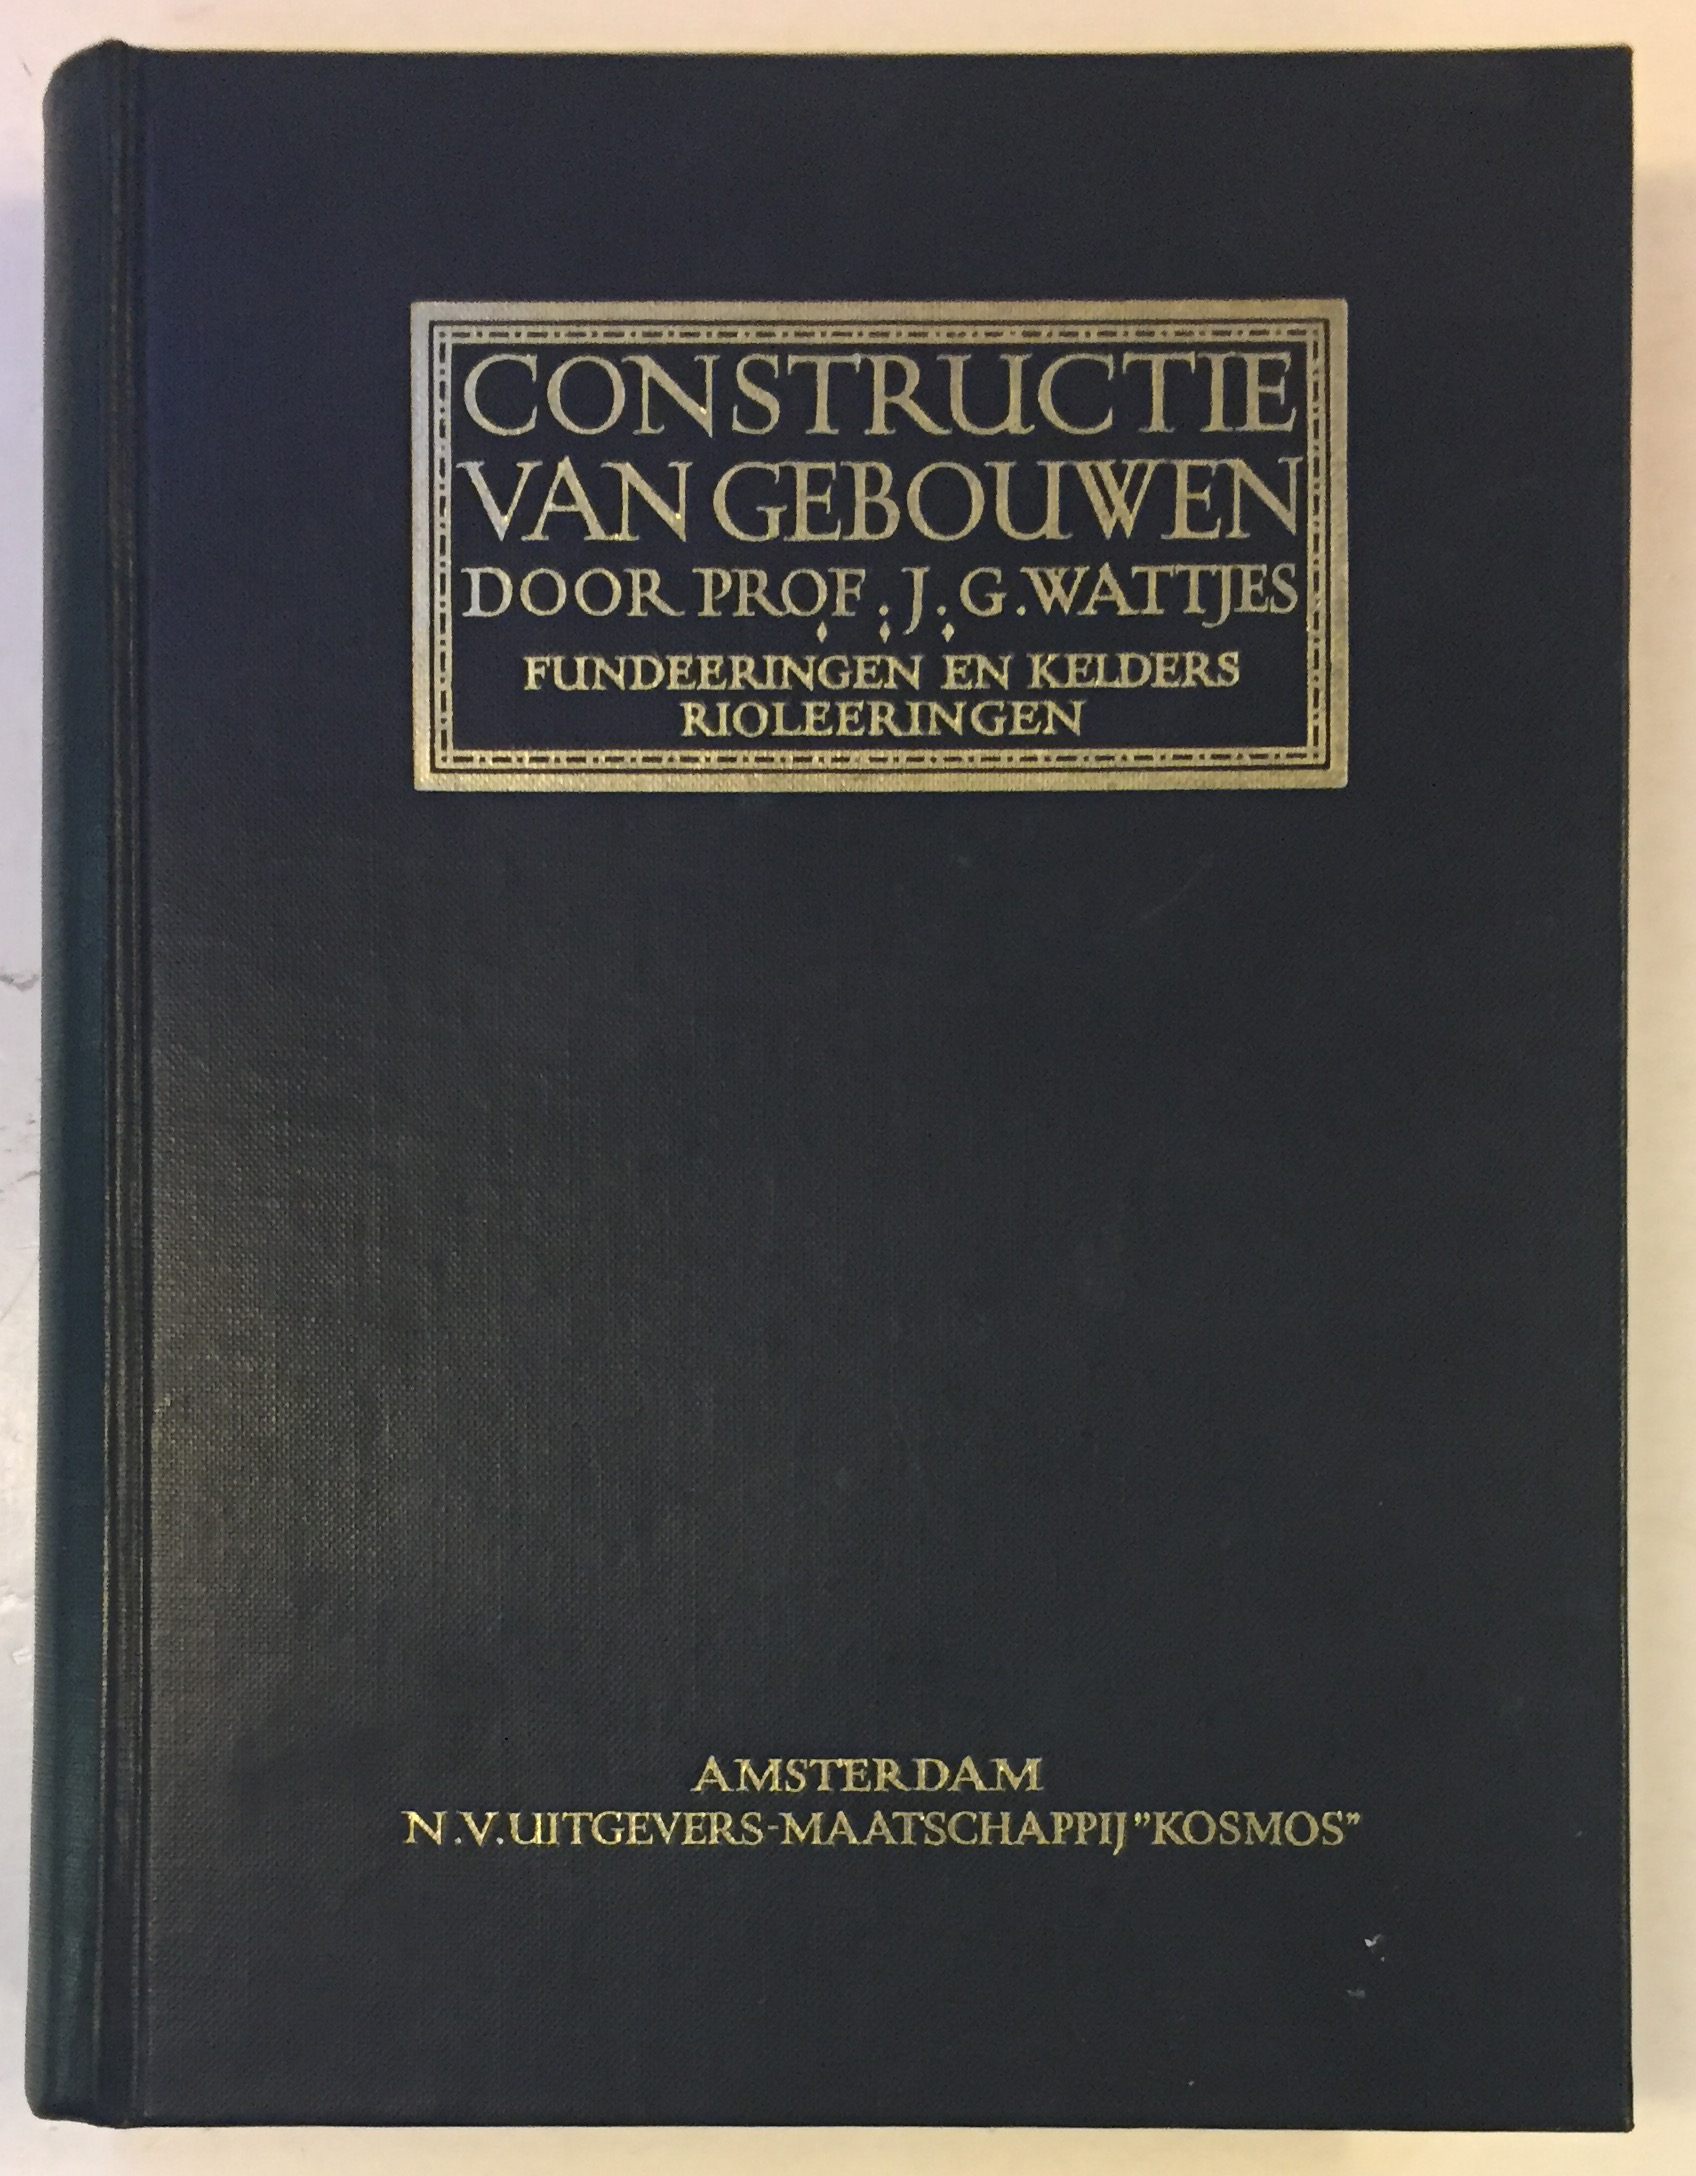 CONSTRUCTIE
VAN GEBOUWEN
DOOR PROF. J. G. WATTJES
FUNDEERINGEN EN KELDERS
RIOLEERINGEN
AMSTERDAM
N.V. UITGEVERS-MAATSCHAPPIJ "KOSMOS"